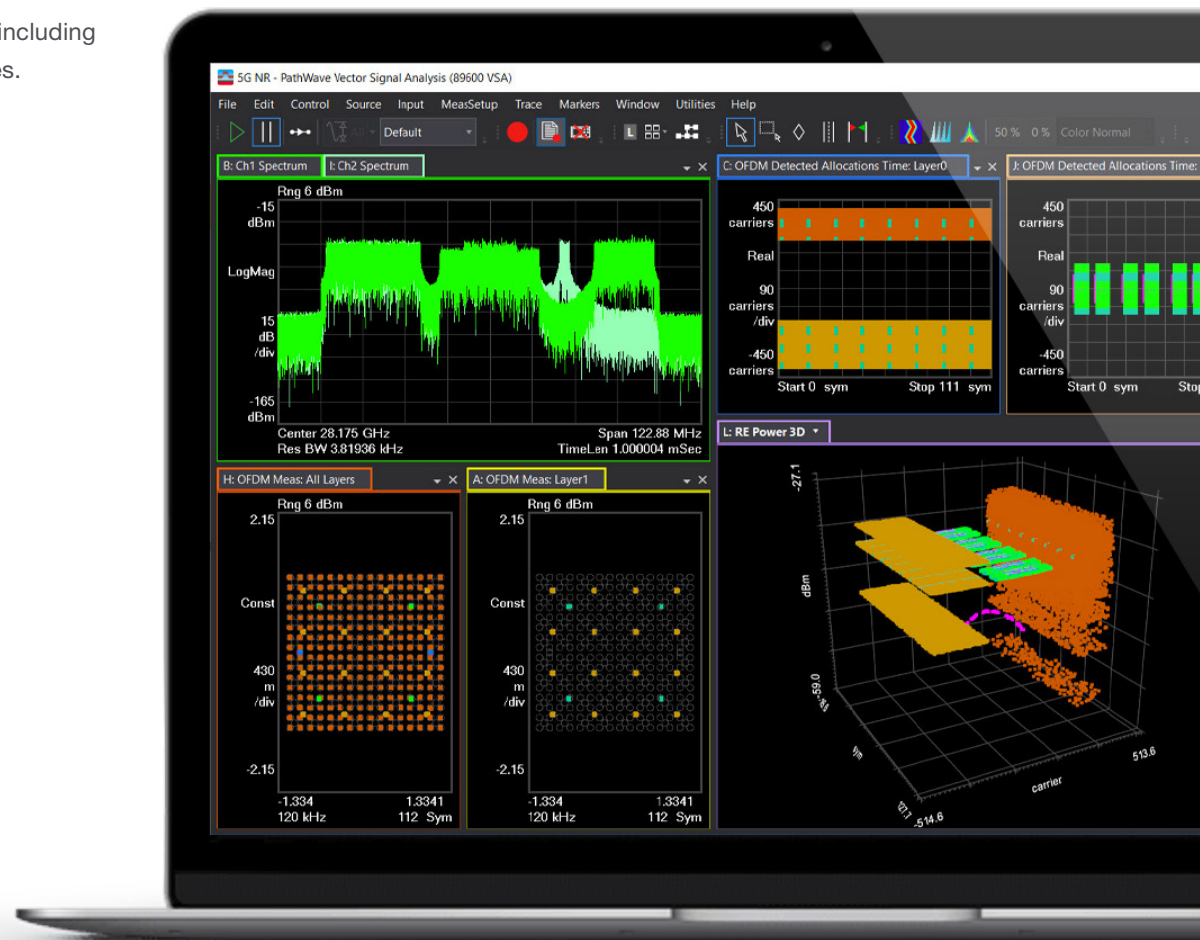 including
es.
5G NR - PathWave Vector Signal Analysis (89600 VSA)
File Edit Control Source Input MeasSetup Trace Markers Window Utilities Help
All Default L 50 % 0 % Color Normal
B: Ch1 Spectrum I: Ch2 Spectrum
Rng 6 dBm
-15
dBm
LogMag
15
dB
/div
-165
dBm
Center 28.175 GHz Span 122.88 MHz
Res BW 3.81936 kHz TimeLen 1.000004 mSec
C: OFDM Detected Allocations Time: Layer0
450
carriers
Real
90
carriers
/div
-450
carriers
Start 0 sym Stop 111 sym
J: OFDM Detected Allocations Time:
450
carriers
Real
90
carriers
/div
-450
carriers
Start 0 sym Stop
H: OFDM Meas: All Layers
Rng 6 dBm
2.15
Const
430
m
/div
-2.15
-1.334 1.3341
120 kHz 112 Sym
A: OFDM Meas: Layer1
Rng 6 dBm
2.15
Const
430
m
/div
-2.15
-1.334 1.3341
120 kHz 112 Sym
L: RE Power 3D
-27.1
dBm
-59.0
sym
carrier
513.6
-514.6